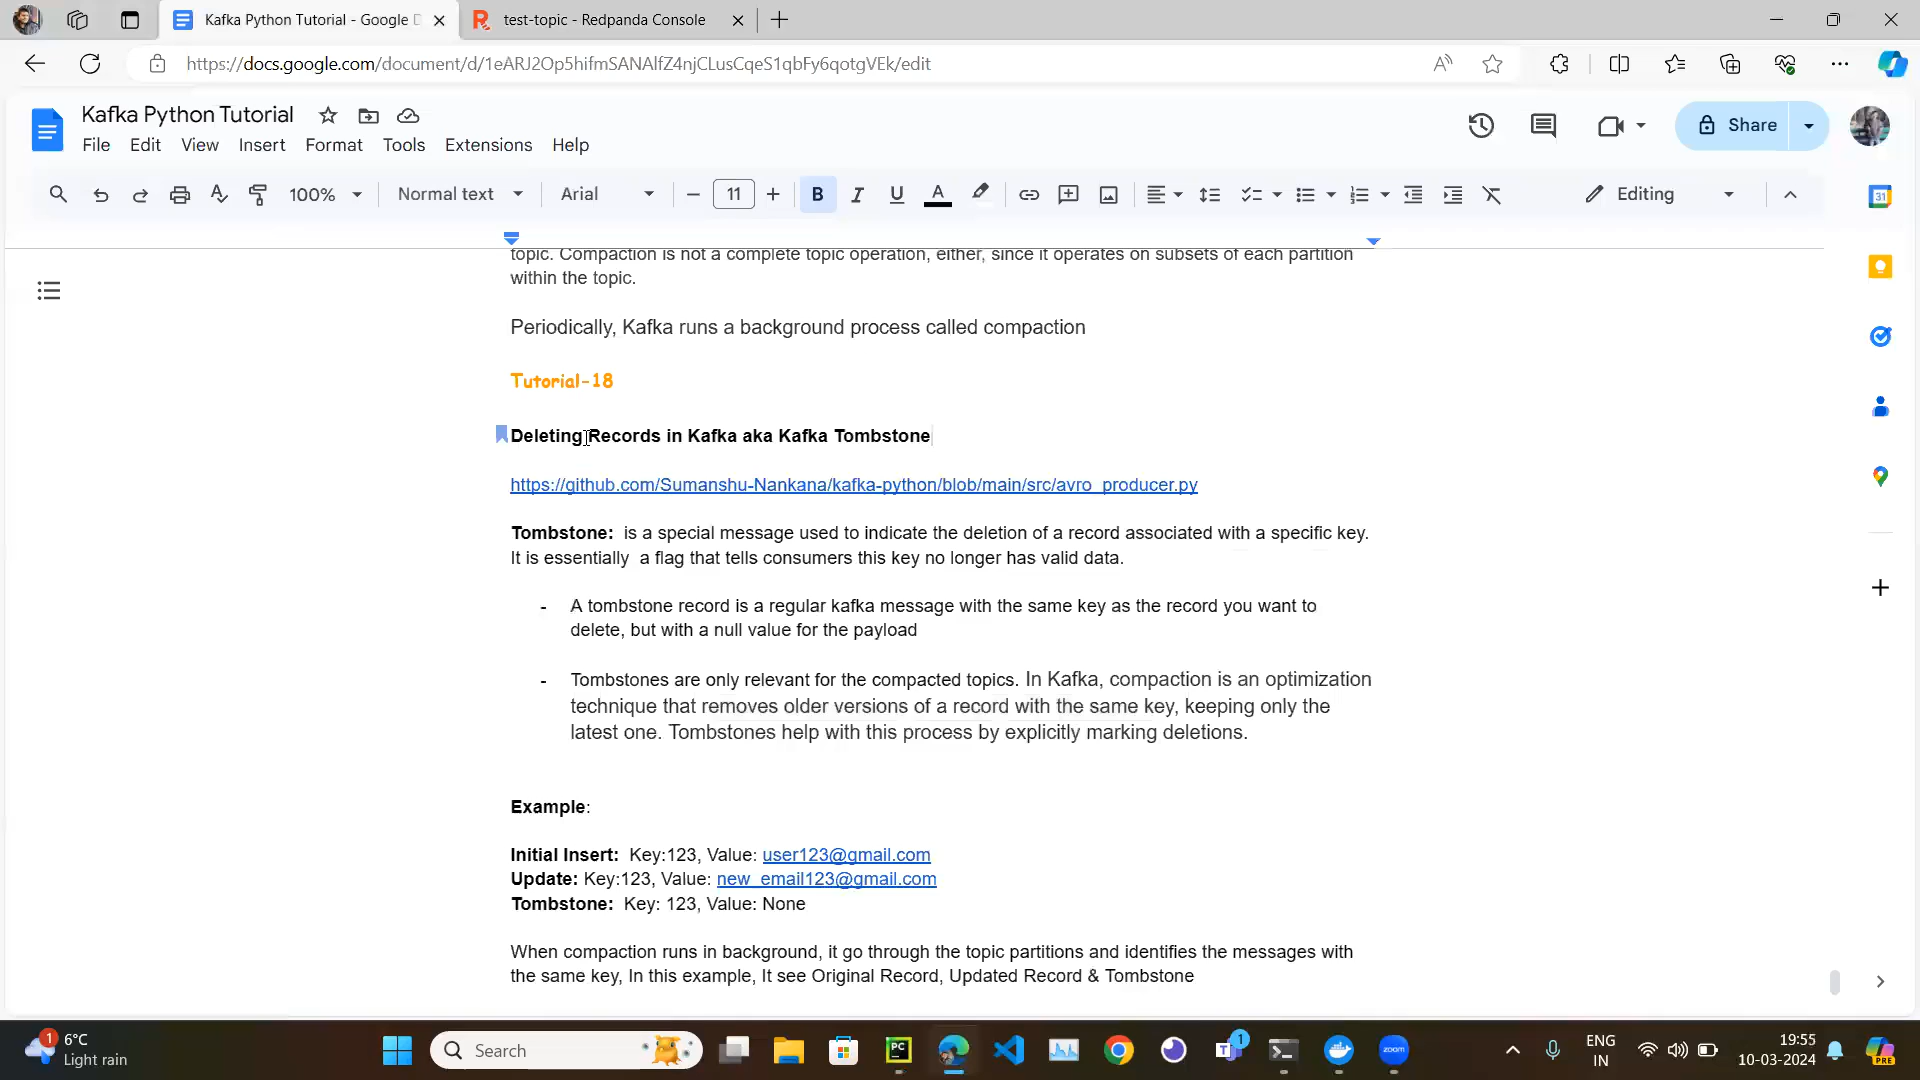 Kafka Python Tutorial - Google D
test-topic - Redpanda Console
https://docs.google.com/document/d/1eARJ2Op5hifmSANAlfZ4njCLusCqeS1qbFy6qotgVEk/edit
Kafka Python Tutorial
File Edit View Insert Format Tools Extensions Help
Share
100% Normal text Arial 11 Editing
topic. Compaction is not a complete topic operation, either, since it operates on subsets of each partition
within the topic.
Periodically, Kafka runs a background process called compaction
Tutorial-18
Deleting Records in Kafka aka Kafka Tombstone
https://github.com/Sumanshu-Nankana/kafka-python/blob/main/src/avro_producer.py
Tombstone: is a special message used to indicate the deletion of a record associated with a specific key.
It is essentially a flag that tells consumers this key no longer has valid data.
- A tombstone record is a regular kafka message with the same key as the record you want to
delete, but with a null value for the payload
- Tombstones are only relevant for the compacted topics. In Kafka, compaction is an optimization
technique that removes older versions of a record with the same key, keeping only the
latest one. Tombstones help with this process by explicitly marking deletions.
Example:
Initial Insert: Key:123, Value: user123@gmail.com
Update: Key:123, Value: new_email123@gmail.com
Tombstone: Key: 123, Value: None
When compaction runs in background, it go through the topic partitions and identifies the messages with
the same key, In this example, It see Original Record, Updated Record & Tombstone
1
6°C
Light rain
Search
PC
1
zoom
ENG
IN
19:55
10-03-2024
PRE
31